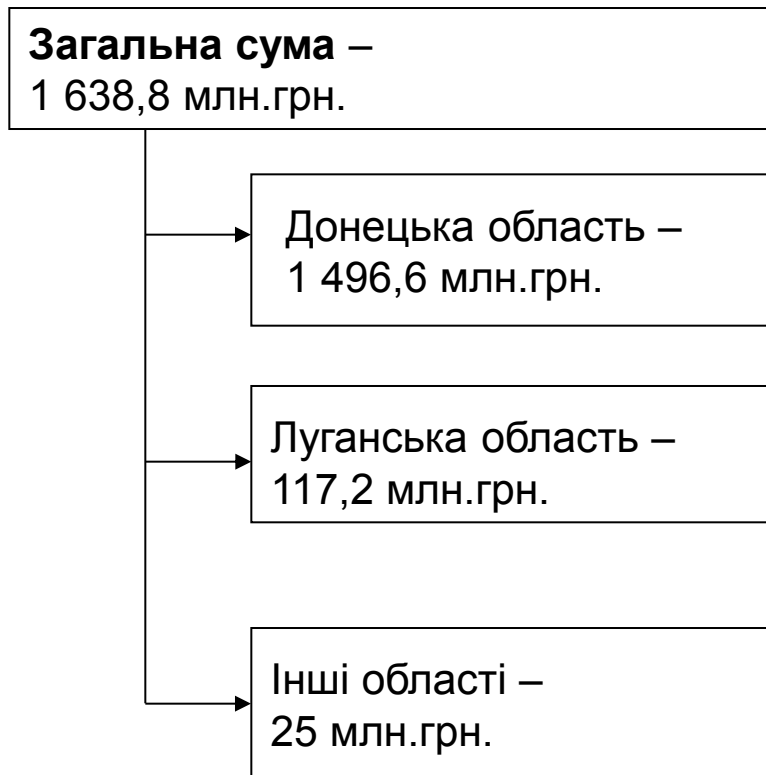 Загальна сума –
1 638,8 млн.грн.
Донецька область –
1 496,6 млн.грн.
Луганська область –
117,2 млн.грн.
Інші області –
25 млн.грн.